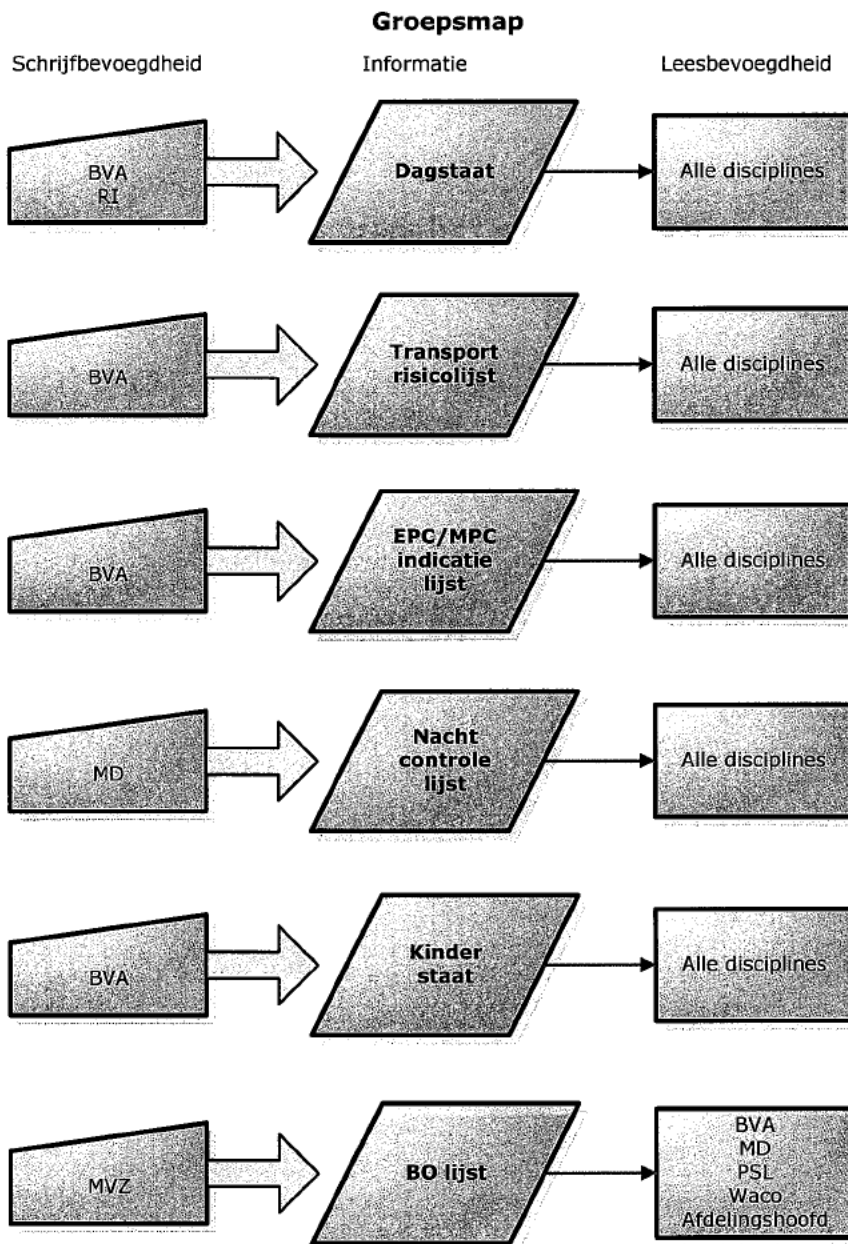 Groepsmap
Schrijfbevoegdheid Informatie Leesbevoegdheid
BVA
RI
Dagstaat
Alle disciplines
BVA
Transport
risicolijst
Alle disciplines
BVA
EPC/MPC
indicatie
lijst
Alle disciplines
MD
Nacht
controle
lijst
Alle disciplines
BVA
Kinder
staat
Alle disciplines
MVZ
BO lijst
BVA
MD
PSL
Waco
Afdelingshoofd